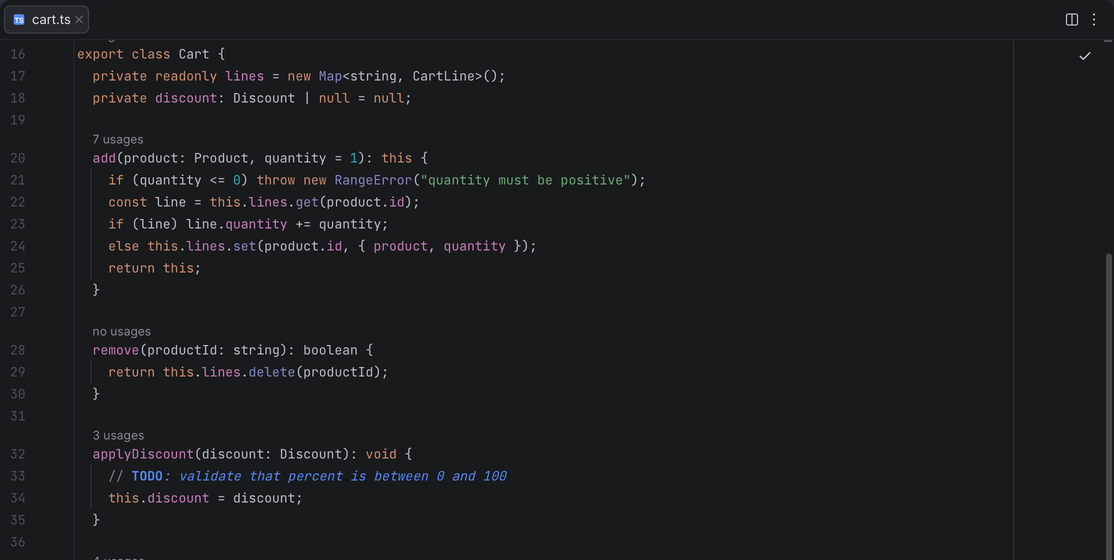 cart.ts
16 export class Cart {
17 private readonly lines = new Map<string, CartLine>();
18 private discount: Discount | null = null;
19
7 usages
20 add(product: Product, quantity = 1): this {
21 if (quantity <= 0) throw new RangeError("quantity must be positive");
22 const line = this.lines.get(product.id);
23 if (line) line.quantity += quantity;
24 else this.lines.set(product.id, { product, quantity });
25 return this;
26 }
27
no usages
28 remove(productId: string): boolean {
29 return this.lines.delete(productId);
30 }
31
3 usages
32 applyDiscount(discount: Discount): void {
33 // TODO: validate that percent is between 0 and 100
34 this.discount = discount;
35 }
36